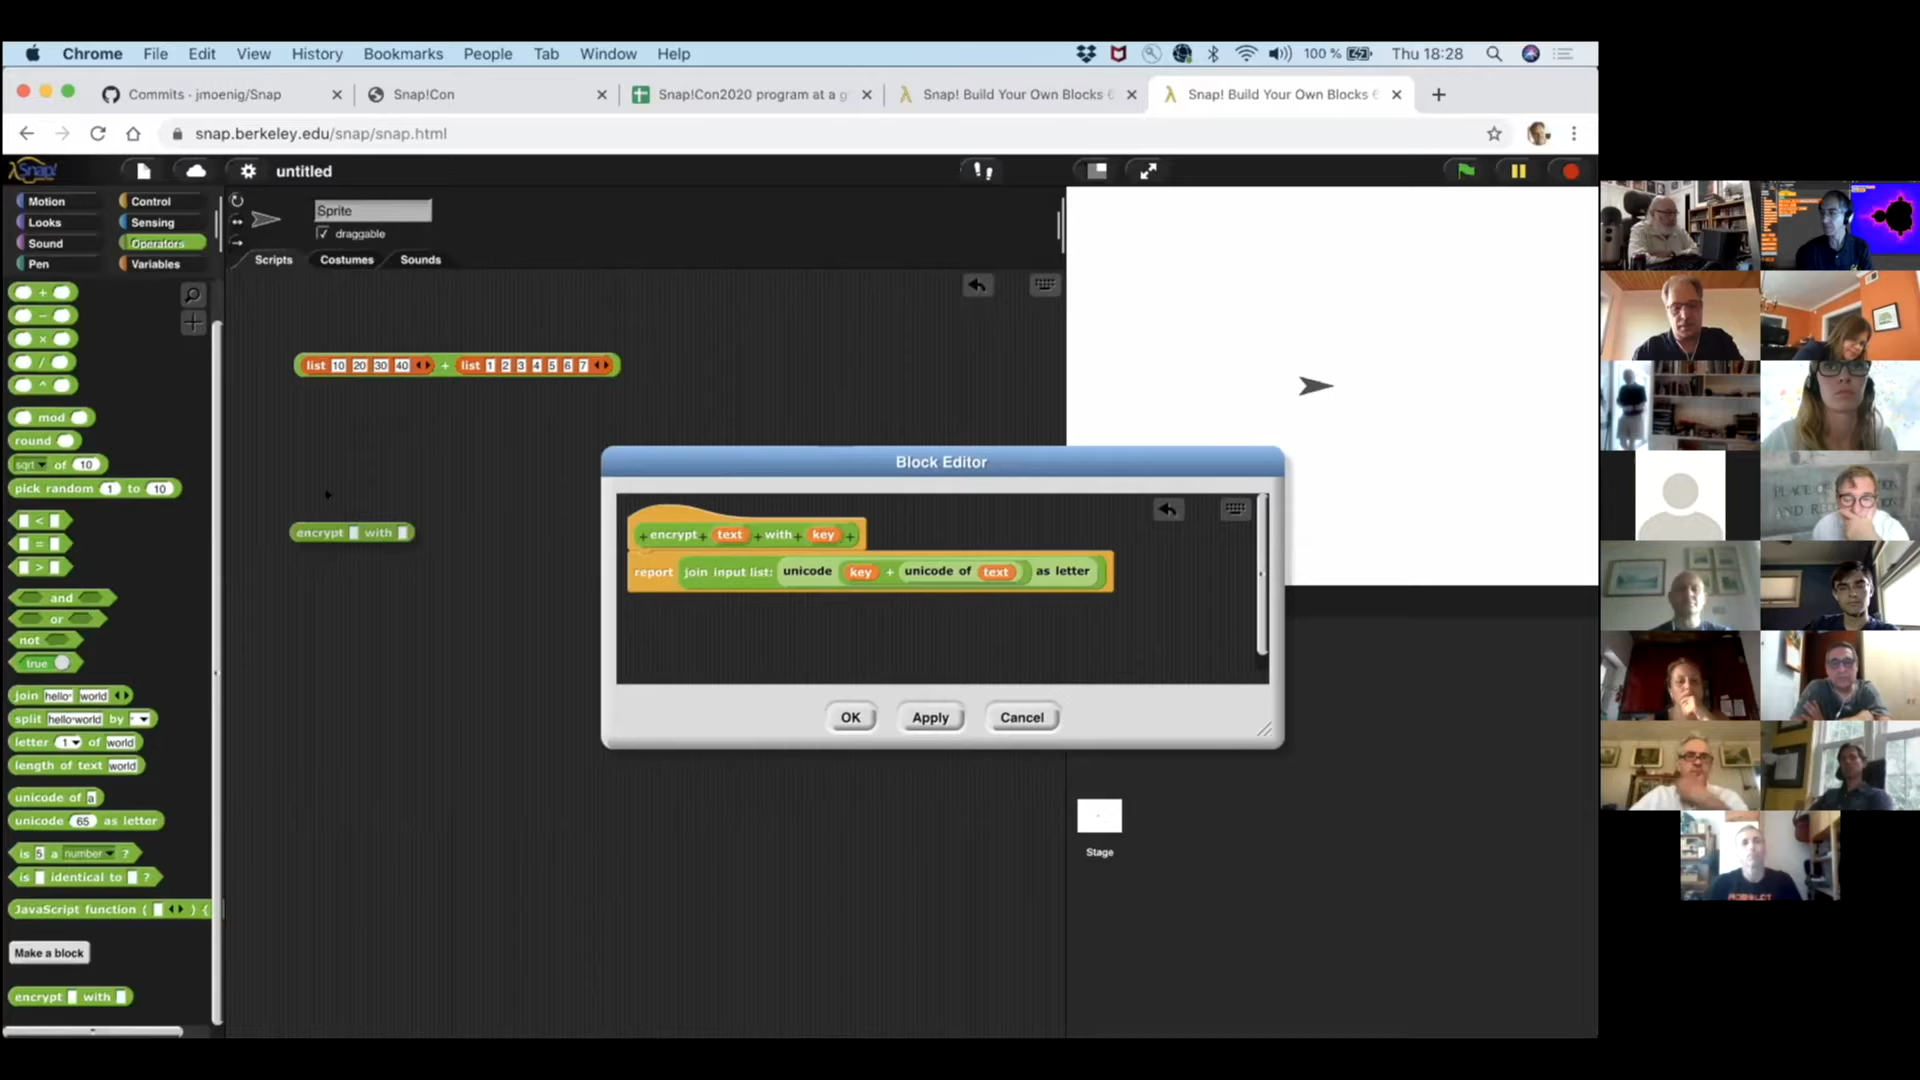 Chrome File Edit View History Bookmarks People Tab Window Help 100 % Thu 18:28
Commits · jmoenig/Snap Snap!Con Snap!Con2020 program at a g Snap! Build Your Own Blocks Snap! Build Your Own Blocks
snap.berkeley.edu/snap/snap.html
Snap! untitled
Motion Control
Looks Sensing
Sound Operators
Pen Variables
Sprite
draggable
Scripts Costumes Sounds
+
−
×
/
^
mod
round
sqrt of 10
pick random 1 to 10
<
=
>
and
or
not
true
join hello world
split hello world by
letter 1 of world
length of text world
unicode of a
unicode 65 as letter
is 5 a number ?
is identical to ?
JavaScript function ( ) {
Make a block
encrypt with
list 10 20 30 40 + list 1 2 3 4 5 6 7
encrypt with
Block Editor
+ encrypt + text + with + key +
report join input list: unicode key + unicode of text as letter
OK Apply Cancel
Stage
PLACE OF